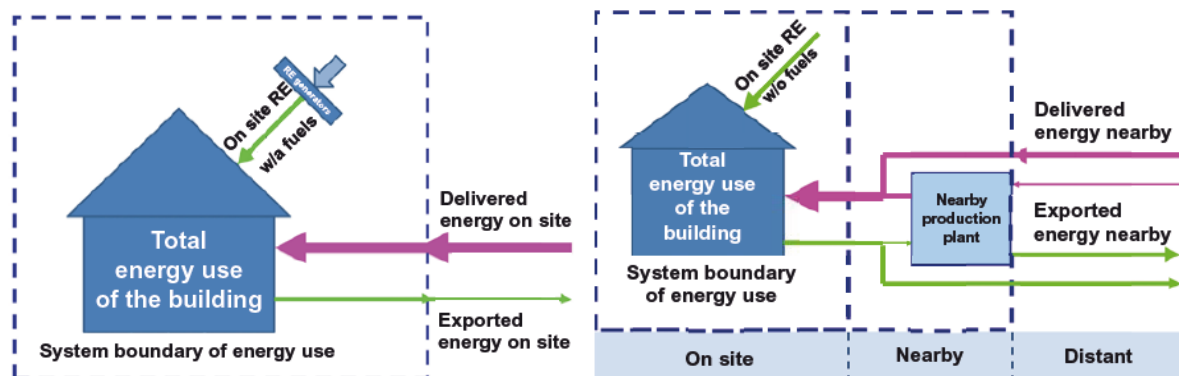 RE generators
On site RE
w/a fuels
Total
energy use
of the building
Delivered
energy on site
Exported
energy on site
System boundary of energy use
On site RE
w/o fuels
Total
energy use
of the
building
System boundary
of energy use
Nearby
production
plant
Delivered
energy nearby
Exported
energy nearby
On site
Nearby
Distant